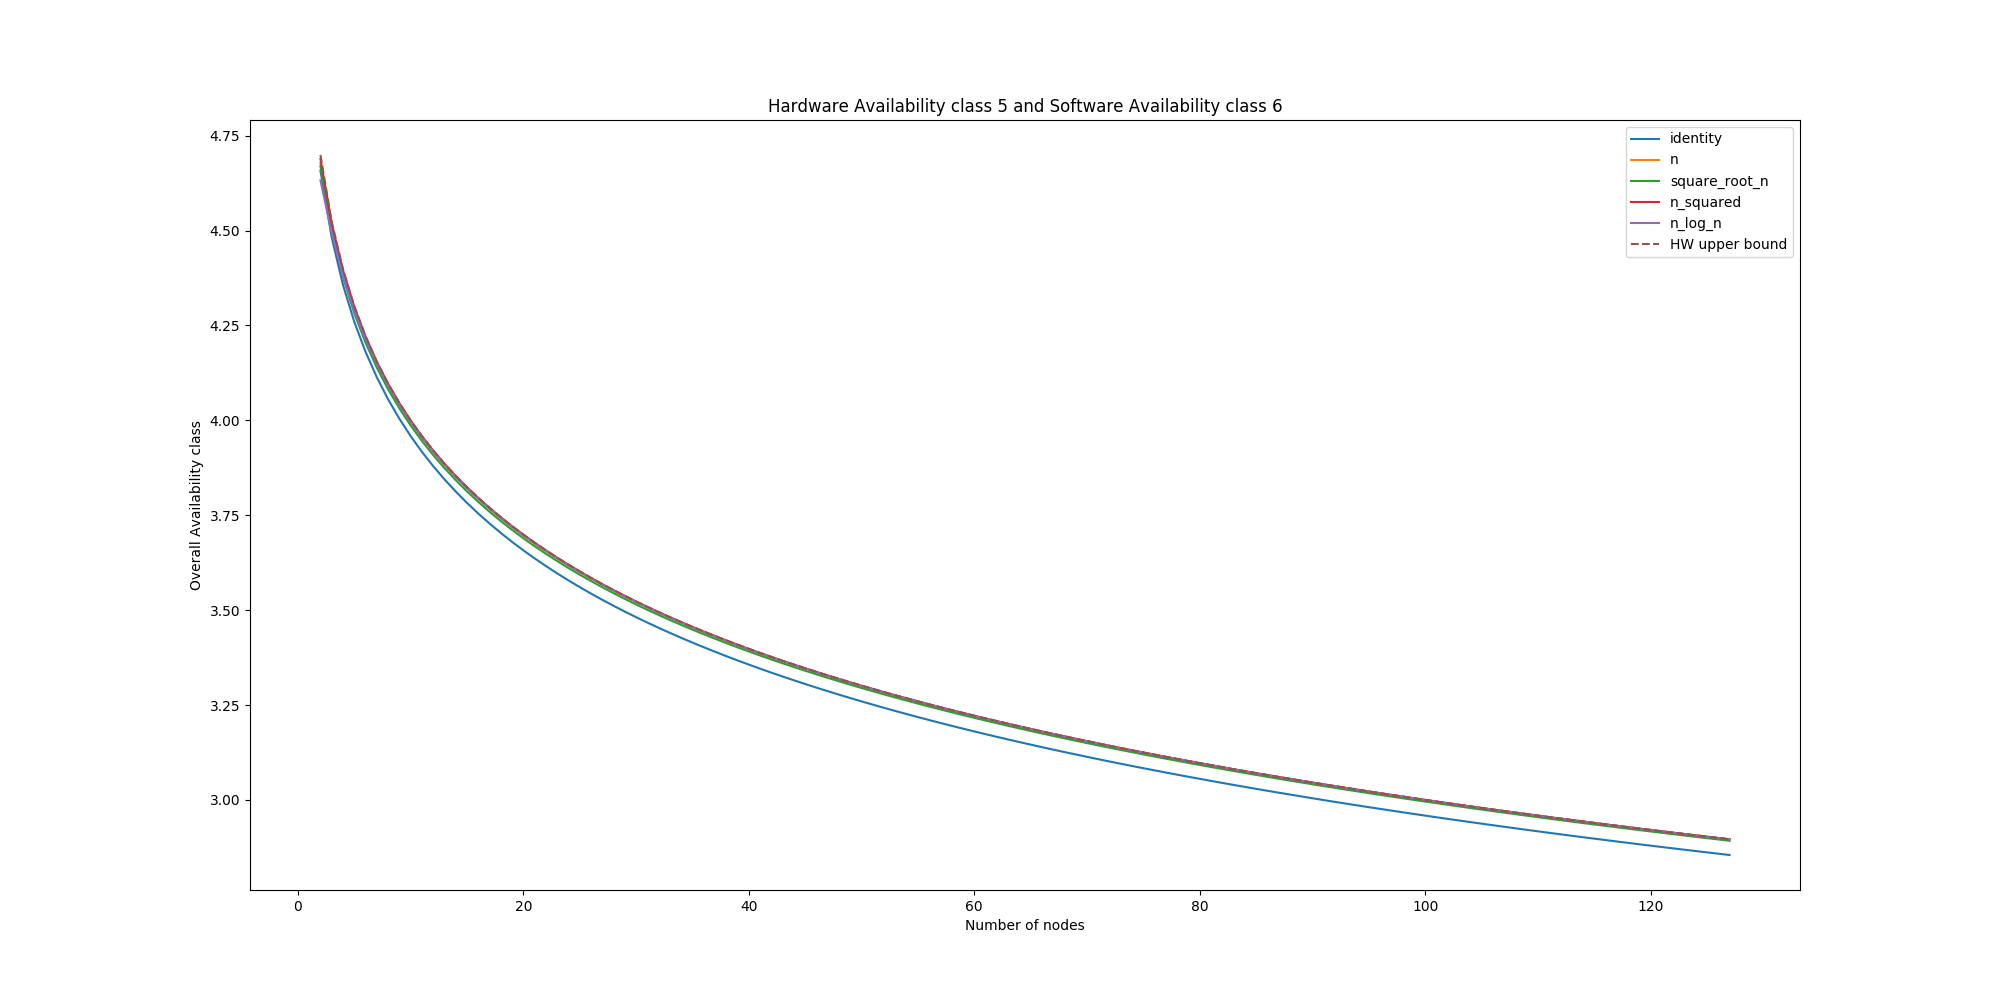 Hardware Availability class 5 and Software Availability class 6
4.75
4.50
4.25
4.00
3.75
3.50
3.25
3.00
Overall Availability class
identity
n
square_root_n
n_squared
n_log_n
HW upper bound
0 20 40 60 80 100 120
Number of nodes